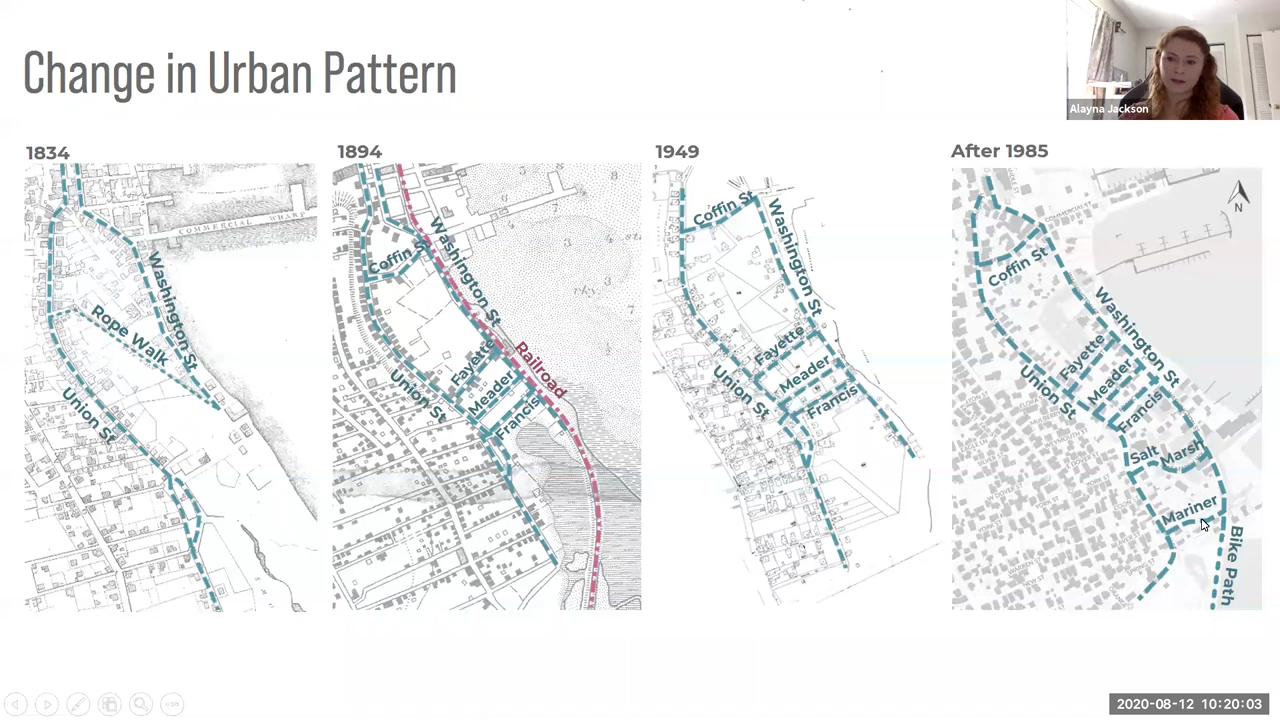 Change in Urban Pattern
Alayna Jackson
1834
1894
1949
After 1985
COMMERCIAL WHARF
Washington St
Rope Walk
Union St
Washington St
Coffin St
Railroad
Fayette
Meader
Francis
Union St
Coffin St
Washington St
Fayette
Meader
Francis
Union St
N
COMMERCIAL ST
Coffin St
Washington St
Fayette
Meader
Francis
Union St
Salt Marsh
Mariner
Bike Path
2020-08-12 10:20:03